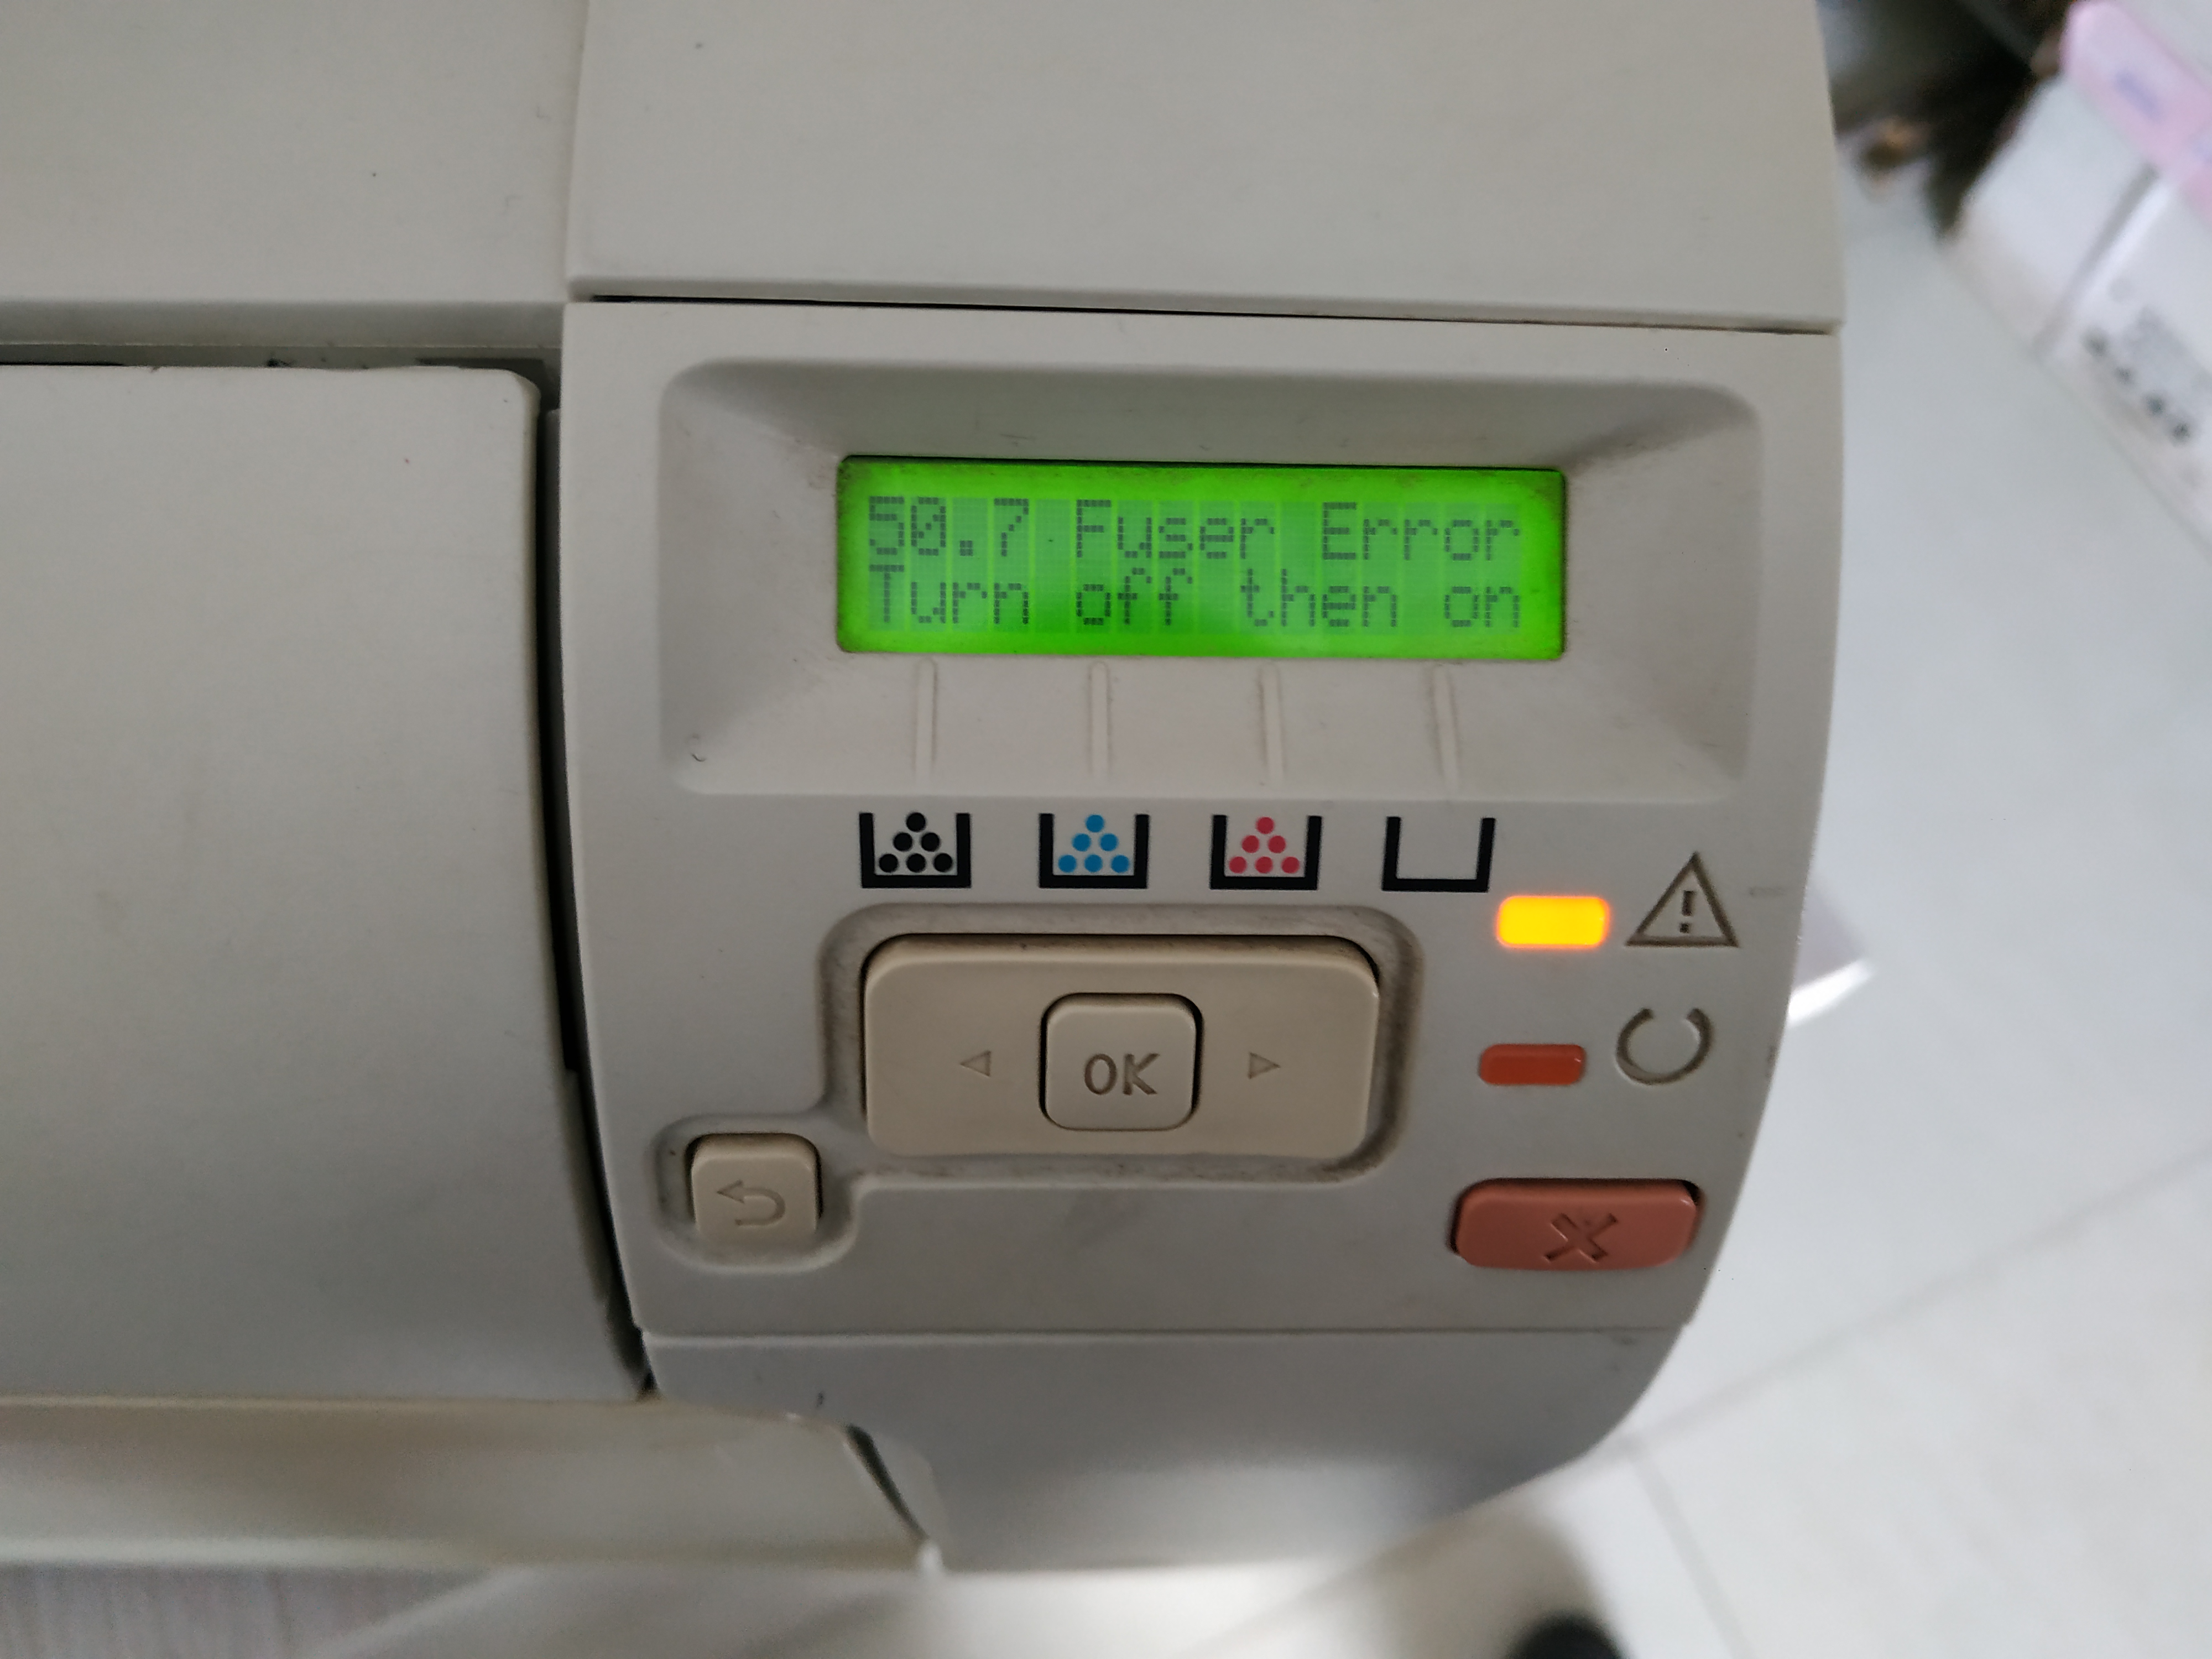 50.7 Fuser Error
Turn off then on
OK